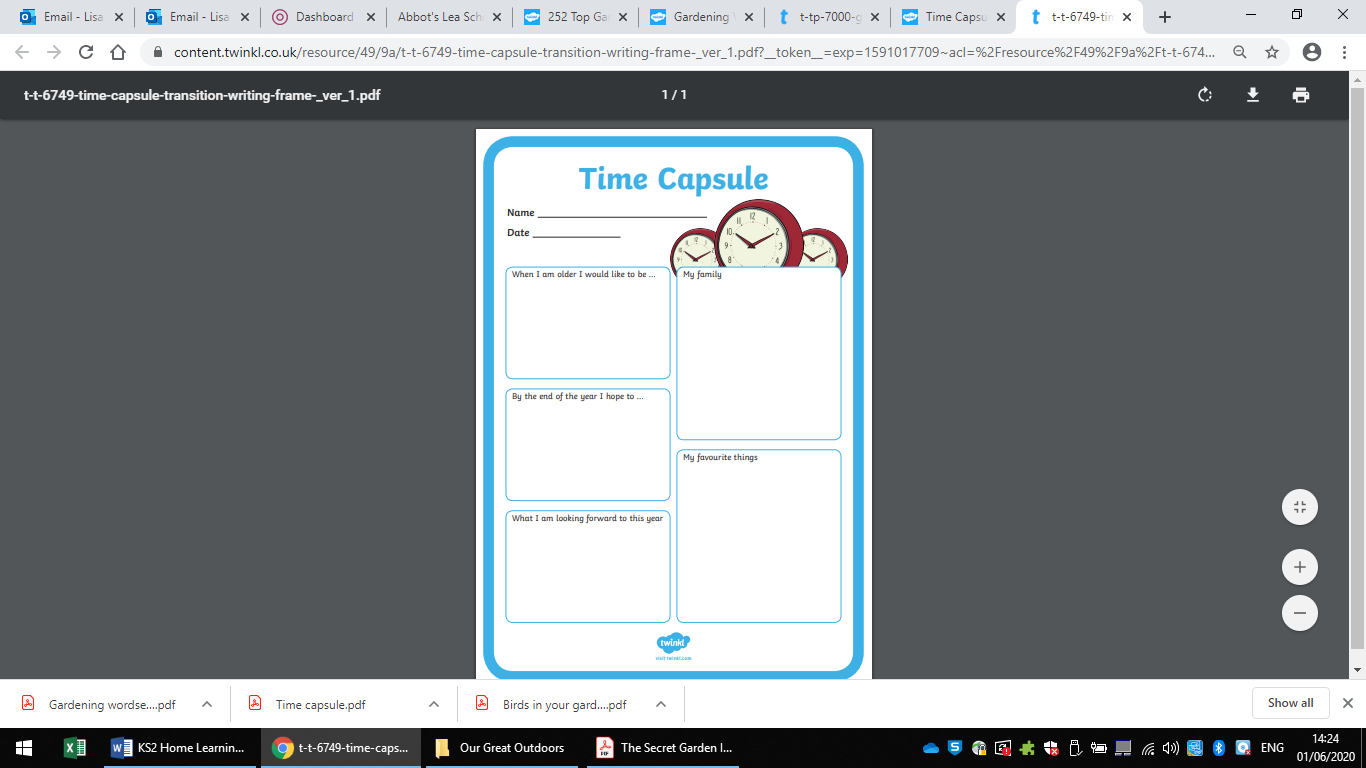 Email - Lisa
Email - Lisa
Dashboard
Abbot's Lea Sch
252 Top Ga
Gardening
t-tp-7000-g
Time Capsu
t-t-6749-tim
content.twinkl.co.uk/resource/49/9a/t-t-6749-time-capsule-transition-writing-frame-_ver_1.pdf?__token__=exp=1591017709~acl=%2Fresource%2F49%2F9a%2Ft-t-674...
t-t-6749-time-capsule-transition-writing-frame-_ver_1.pdf
1 / 1
Time Capsule
Name
Date
When I am older I would like to be ...
My family
By the end of the year I hope to ...
My favourite things
What I am looking forward to this year
twinkl
visit twinkl.com
Gardening wordse....pdf
Time capsule.pdf
Birds in your gard....pdf
Show all
KS2 Home Learnin...
t-t-6749-time-caps...
Our Great Outdoors
The Secret Garden I...
ENG
14:24
01/06/2020